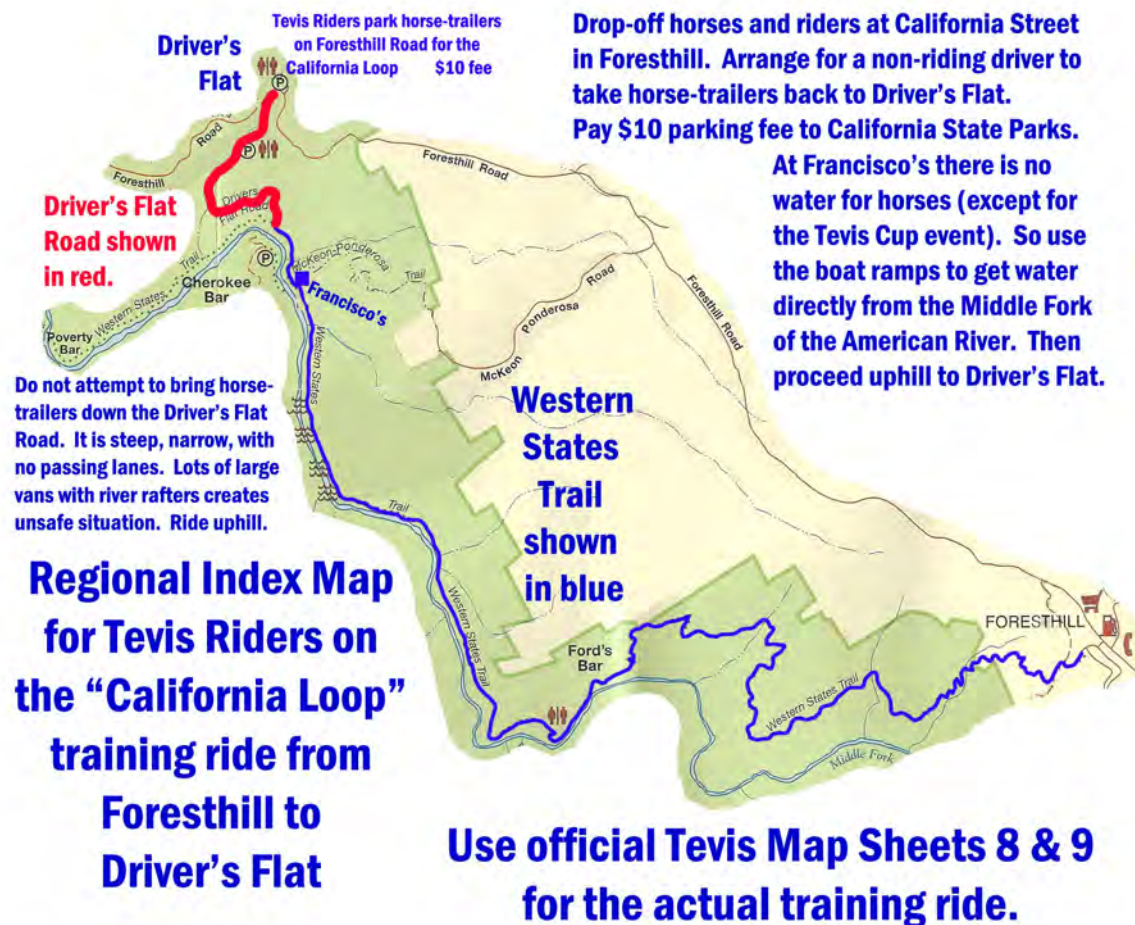 Driver's
Flat
Tevis Riders park horse-trailers
on Foresthill Road for the
California Loop $10 fee
Drop-off horses and riders at California Street
in Foresthill. Arrange for a non-riding driver to
take horse-trailers back to Driver's Flat.
Pay $10 parking fee to California State Parks.
At Francisco's there is no
water for horses (except for
the Tevis Cup event). So use
the boat ramps to get water
directly from the Middle Fork
of the American River. Then
proceed uphill to Driver's Flat.
P
Road
P
Foresthill
Foresthill Road
Drivers
Flat Road
Driver's Flat
Road shown
in red.
Trail
P
McKeon Ponderosa
Trail
Cherokee
Bar
Francisco's
Western States
Poverty
Bar
McKeon Ponderosa Road
Foresthill Road
Western States
Do not attempt to bring horse-
trailers down the Driver's Flat
Road. It is steep, narrow, with
no passing lanes. Lots of large
vans with river rafters creates
unsafe situation. Ride uphill.
Western
States
Trail
shown
in blue
Trail
Western States Trail
Ford's
Bar
FORESTHILL
Western States Trail
Middle Fork
Regional Index Map
for Tevis Riders on
the “California Loop”
training ride from
Foresthill to
Driver's Flat
Use official Tevis Map Sheets 8 & 9
for the actual training ride.